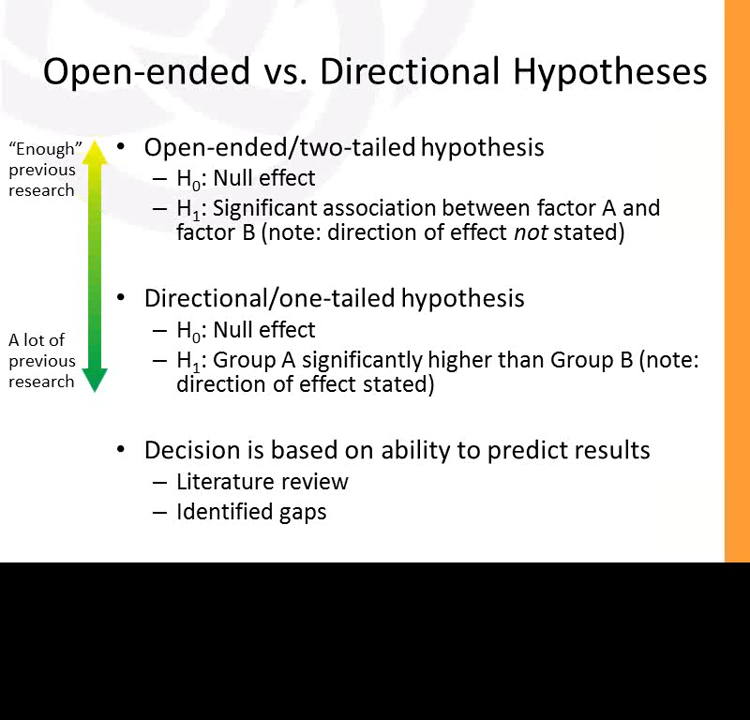 Open-ended vs. Directional Hypotheses
“Enough”
previous
research
• Open-ended/two-tailed hypothesis
– H₀: Null effect
– H₁: Significant association between factor A and
factor B (note: direction of effect not stated)
• Directional/one-tailed hypothesis
– H₀: Null effect
– H₁: Group A significantly higher than Group B (note:
direction of effect stated)
A lot of
previous
research
• Decision is based on ability to predict results
– Literature review
– Identified gaps